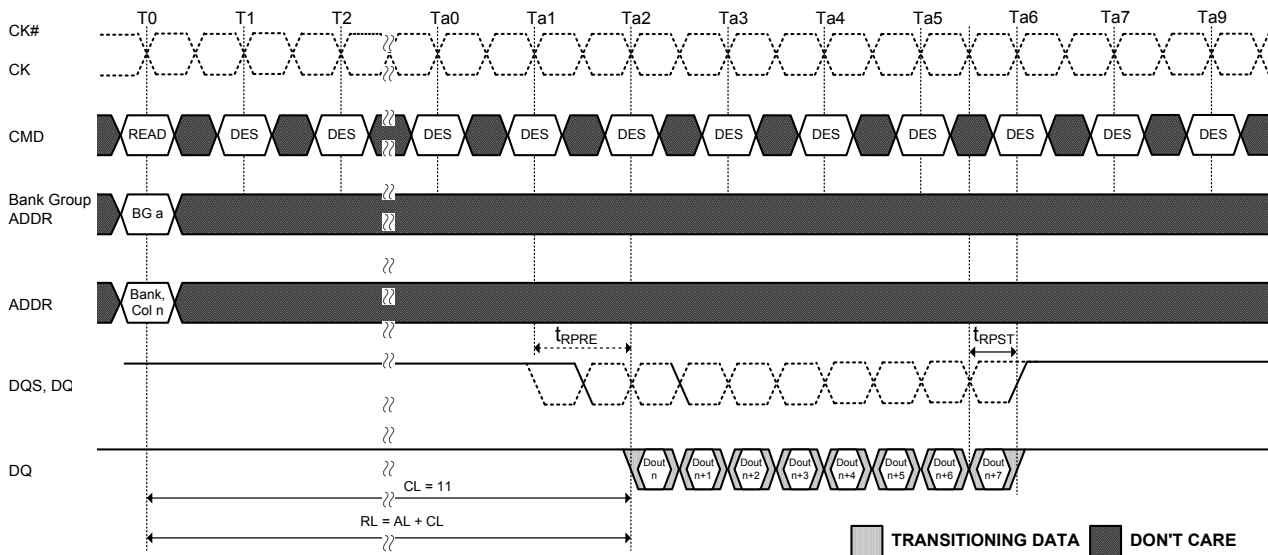 T0 T1 T2 Ta0 Ta1 Ta2 Ta3 Ta4 Ta5 Ta6 Ta7 Ta9
CK#
CK
CMD READ DES DES DES DES DES DES DES DES DES DES DES
Bank Group
ADDR
BG a
ADDR
Bank,
Col n
tRPRE
tRPST
DQS, DQ
DQ
Dout
n
Dout
n+1
Dout
n+2
Dout
n+3
Dout
n+4
Dout
n+5
Dout
n+6
Dout
n+7
CL = 11
RL = AL + CL
TRANSITIONING DATA
DON'T CARE